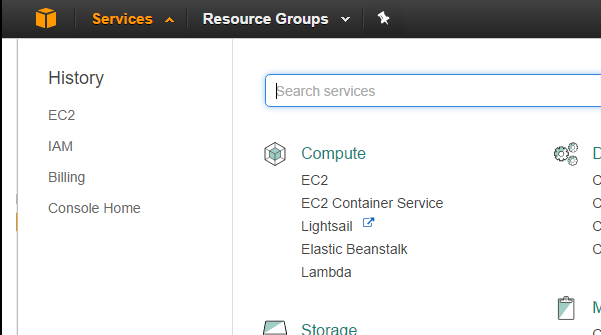 Services
Resource Groups
History
EC2
IAM
Billing
Console Home
Search services
Compute
EC2
EC2 Container Service
Lightsail
Elastic Beanstalk
Lambda
Storage